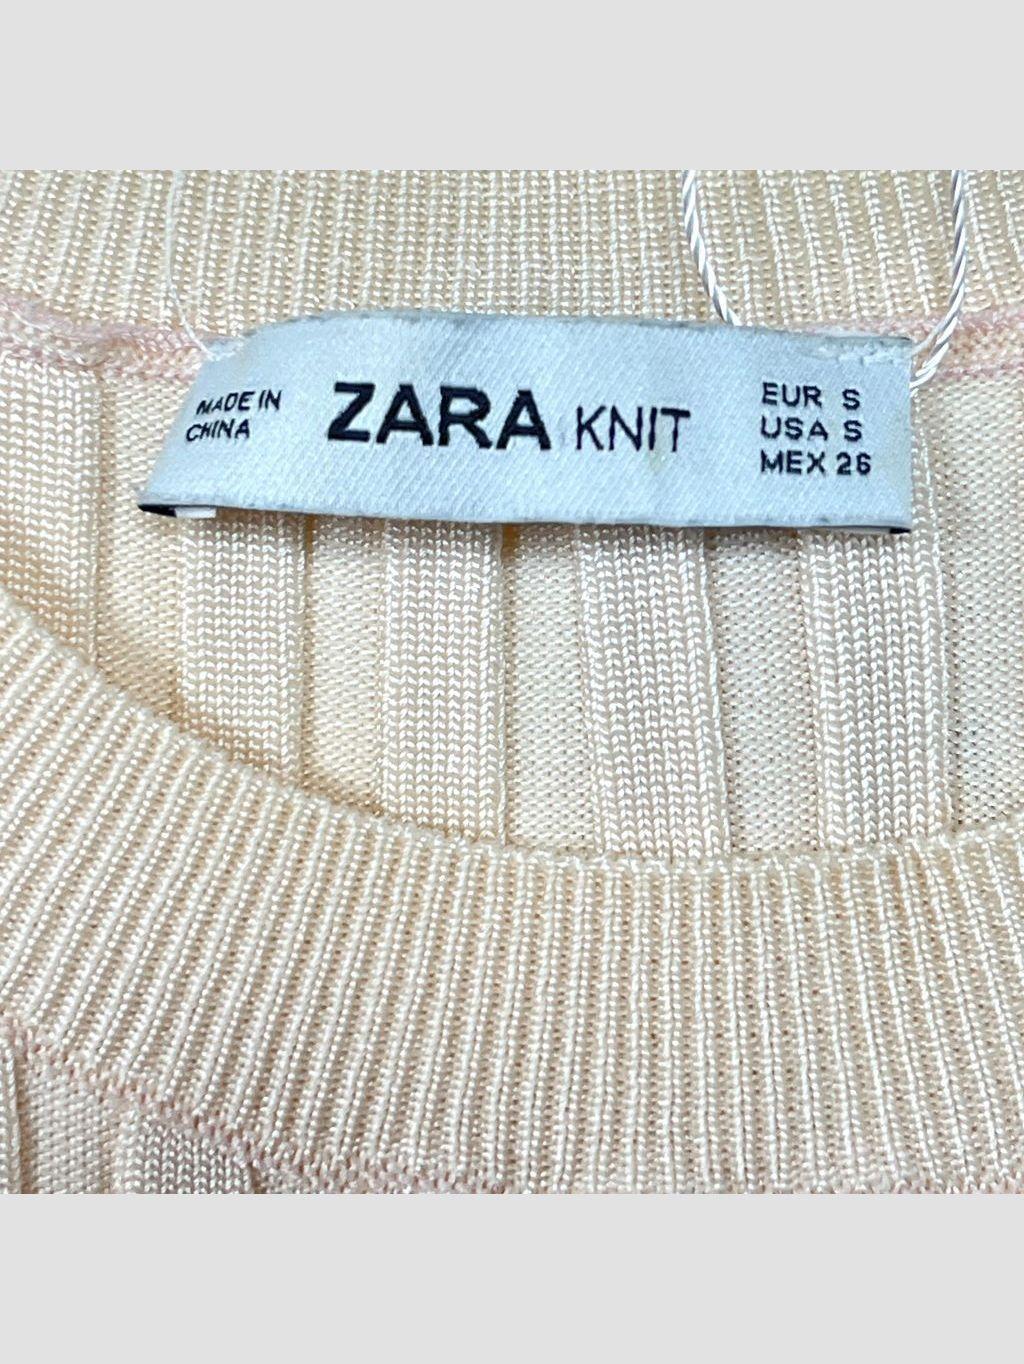 MADE IN
CHINA
ZARA KNIT
EUR S
USA S
MEX 26